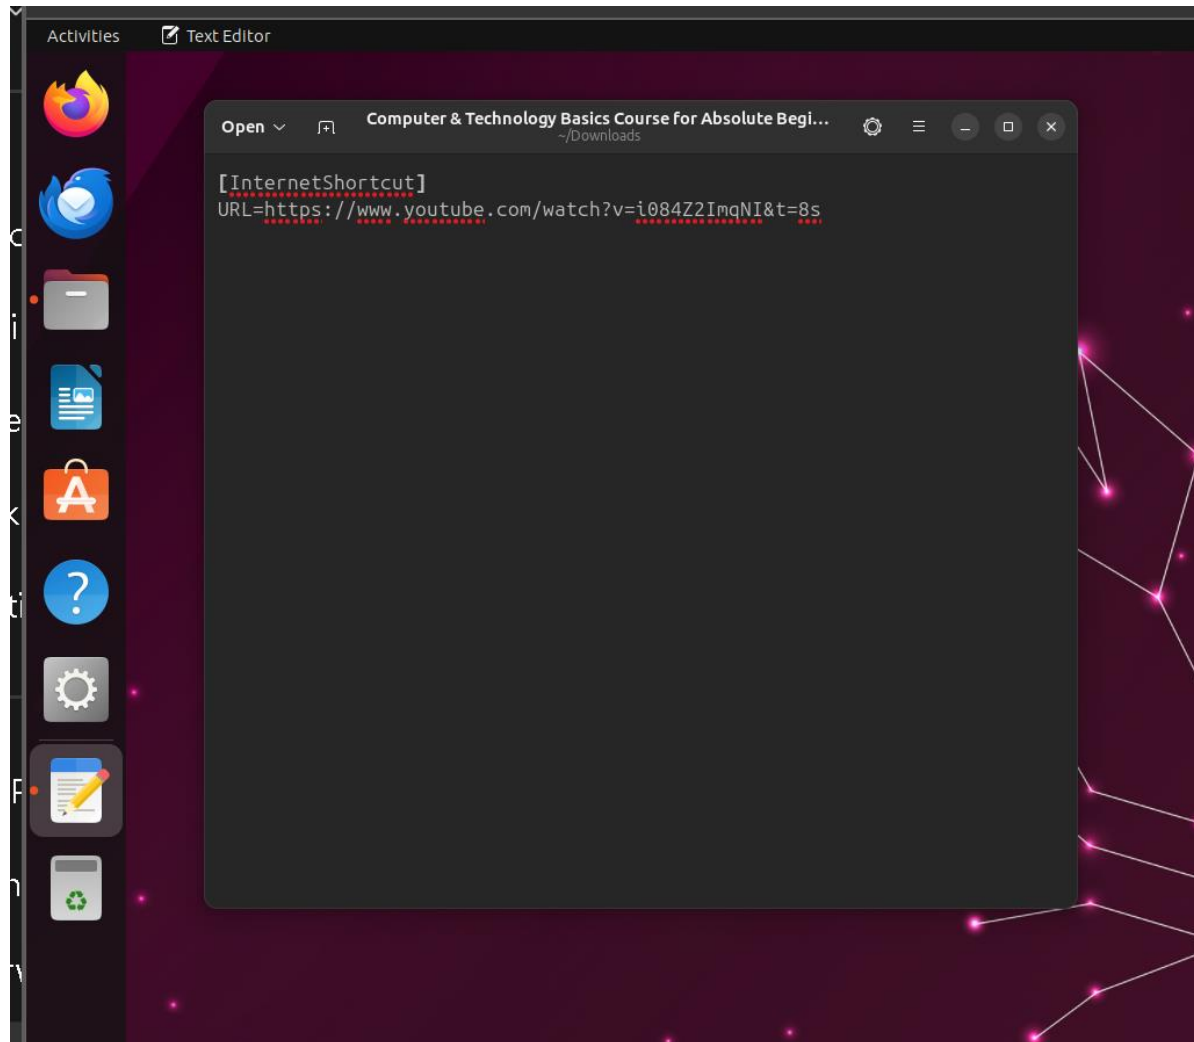 Activities
Text Editor
Open
Computer & Technology Basics Course for Absolute Begi...
~/Downloads
[InternetShortcut]
URL=https://www.youtube.com/watch?v=i084Z2ImqNI&t=8s